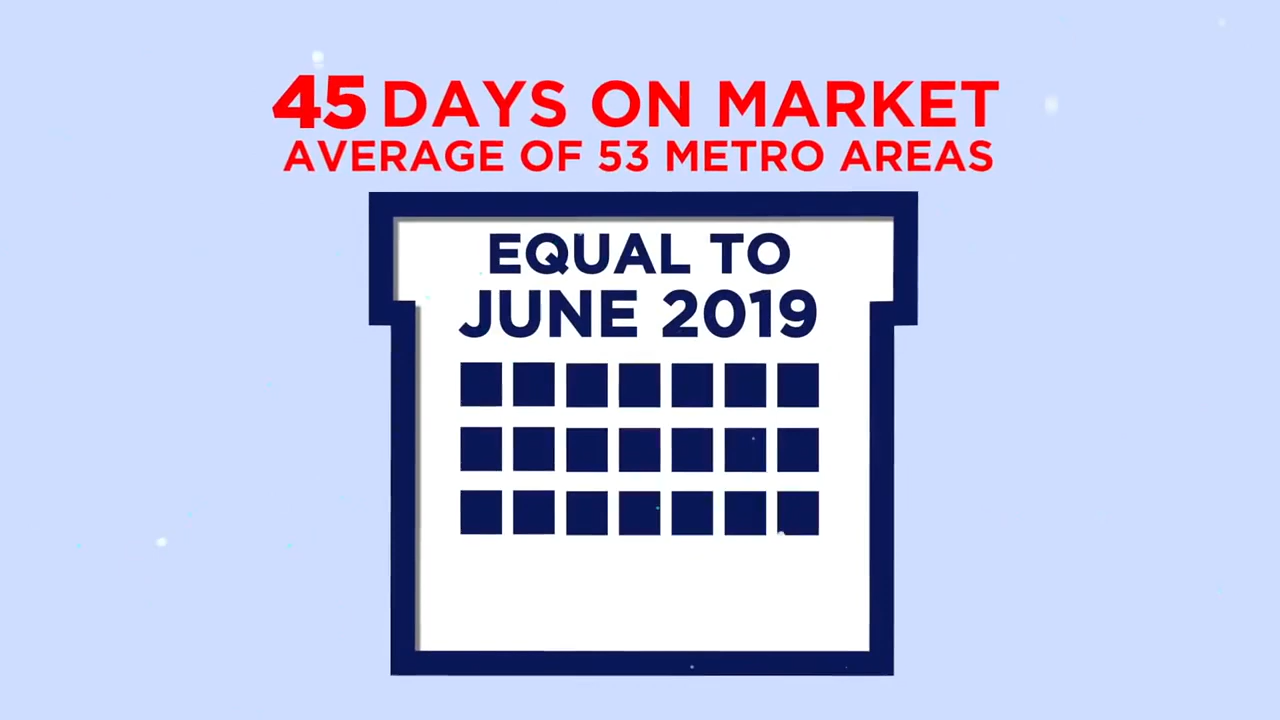 45 DAYS ON MARKET
AVERAGE OF 53 METRO AREAS
EQUAL TO
JUNE 2019